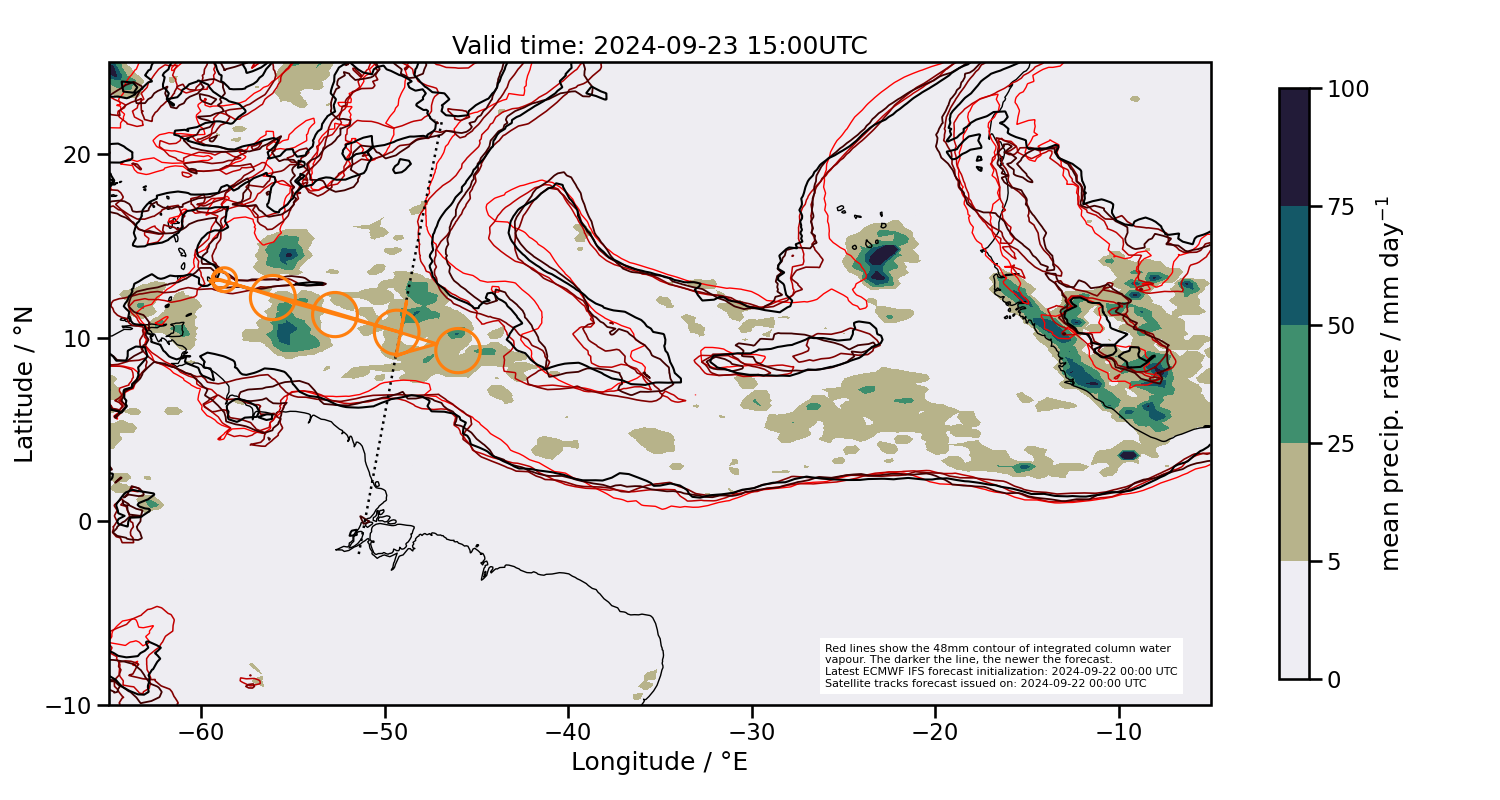 Valid time: 2024-09-23 15:00UTC
20
10
0
−10
−60
−50
−40
−30
−20
−10
Longitude / °E
Latitude / °N
Red lines show the 48mm contour of integrated column water
vapour. The darker the line, the newer the forecast.
Latest ECMWF IFS forecast initialization: 2024-09-22 00:00 UTC
Satellite tracks forecast issued on: 2024-09-22 00:00 UTC
100
75
50
25
5
0
mean precip. rate / mm day⁻¹